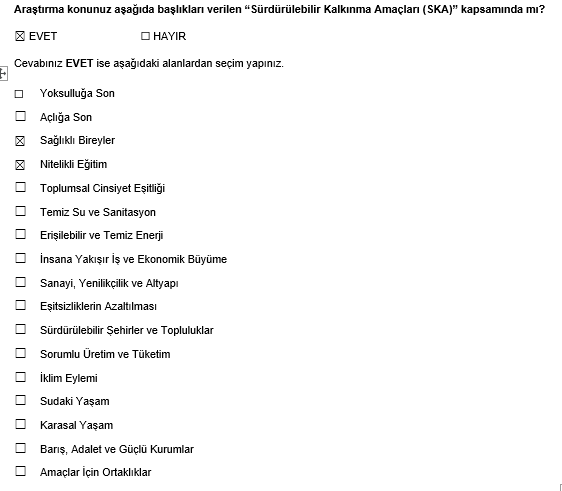 Araştırma konunuz aşağıda başlıkları verilen “Sürdürülebilir Kalkınma Amaçları (SKA)” kapsamında mı?
☒ EVET ☐ HAYIR
Cevabınız EVET ise aşağıdaki alanlardan seçim yapınız.
☐ Yoksulluğa Son
☐ Açlığa Son
☒ Sağlıklı Bireyler
☒ Nitelikli Eğitim
☐ Toplumsal Cinsiyet Eşitliği
☐ Temiz Su ve Sanitasyon
☐ Erişilebilir ve Temiz Enerji
☐ İnsana Yakışır İş ve Ekonomik Büyüme
☐ Sanayi, Yenilikçilik ve Altyapı
☐ Eşitsizliklerin Azaltılması
☐ Sürdürülebilir Şehirler ve Topluluklar
☐ Sorumlu Üretim ve Tüketim
☐ İklim Eylemi
☐ Sudaki Yaşam
☐ Karasal Yaşam
☐ Barış, Adalet ve Güçlü Kurumlar
☐ Amaçlar İçin Ortaklıklar